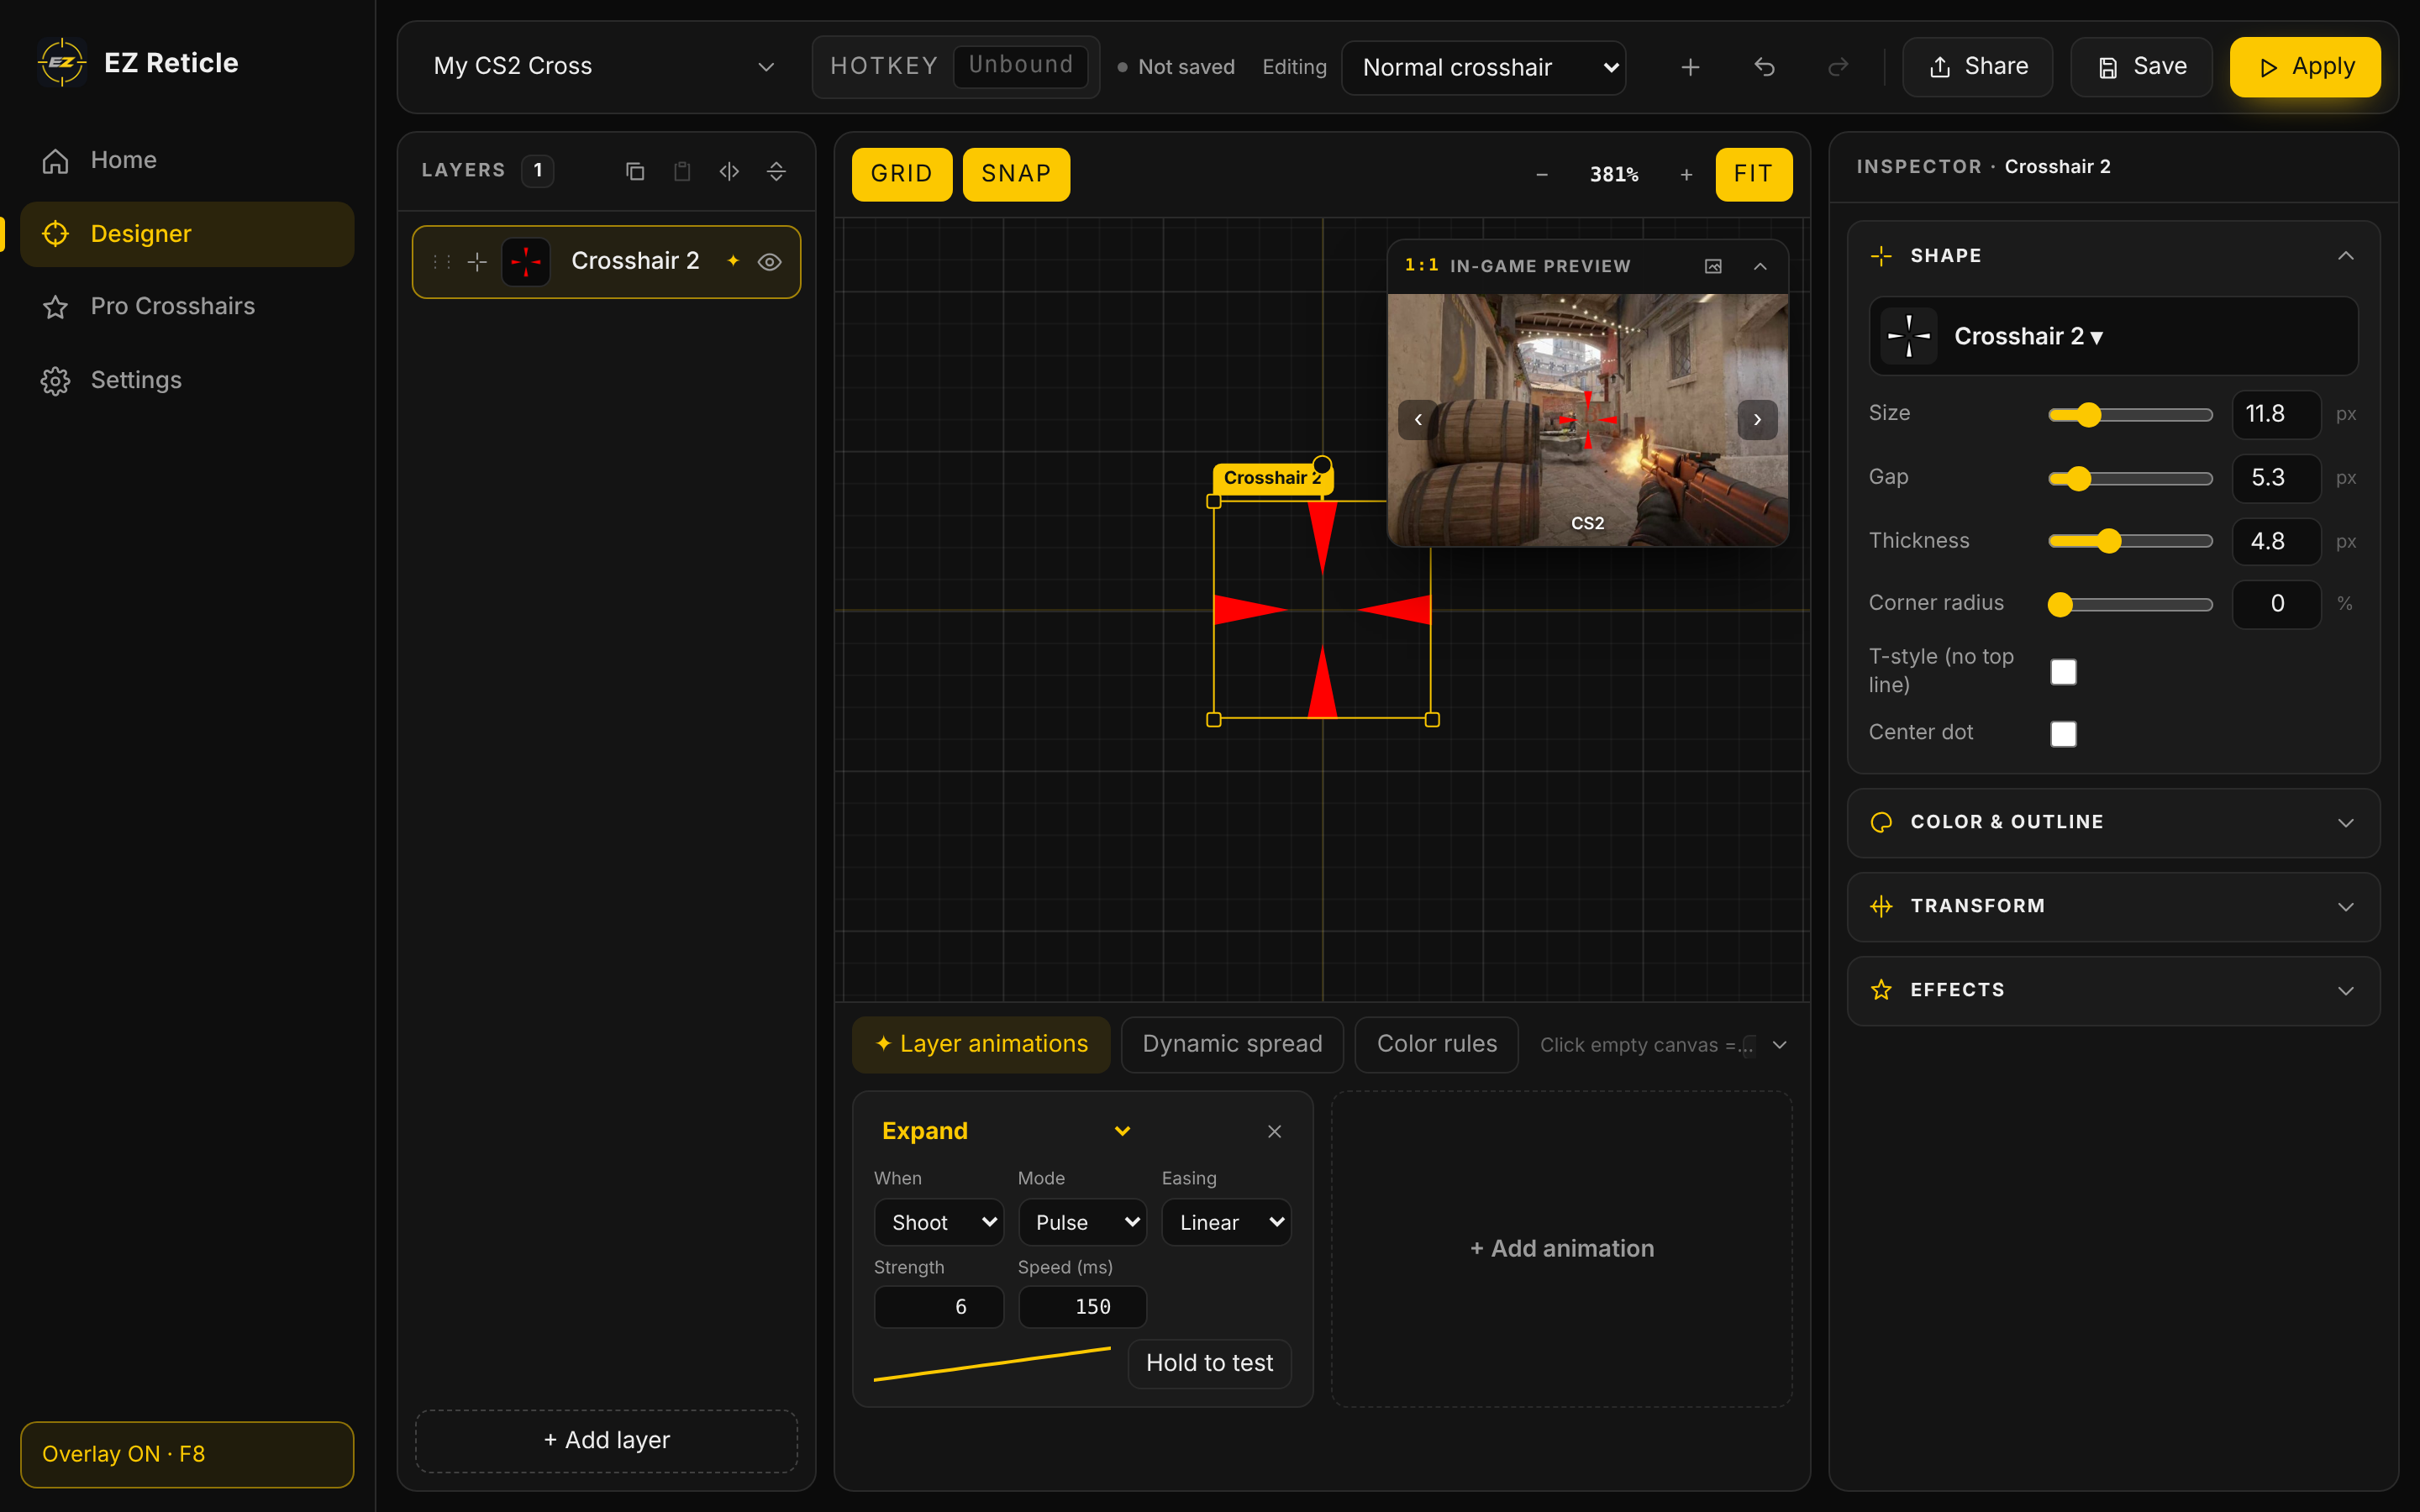 EZ
EZ Reticle
Home
Designer
Pro Crosshairs
Settings
Overlay ON · F8
My CS2 Cross
HOTKEY
Unbound
Not saved
Editing
Normal crosshair
Share
Save
Apply
LAYERS
1
Crosshair 2
+ Add layer
GRID
SNAP
381%
FIT
1:1 IN-GAME PREVIEW
CS2
Crosshair 2
✦ Layer animations
Dynamic spread
Color rules
Click empty canvas =...
Expand
When
Mode
Easing
Shoot
Pulse
Linear
Strength
Speed (ms)
6
150
Hold to test
+ Add animation
INSPECTOR · Crosshair 2
SHAPE
Crosshair 2 ▾
Size
11.8
px
Gap
5.3
px
Thickness
4.8
px
Corner radius
0
%
T-style (no top
line)
Center dot
COLOR & OUTLINE
TRANSFORM
EFFECTS